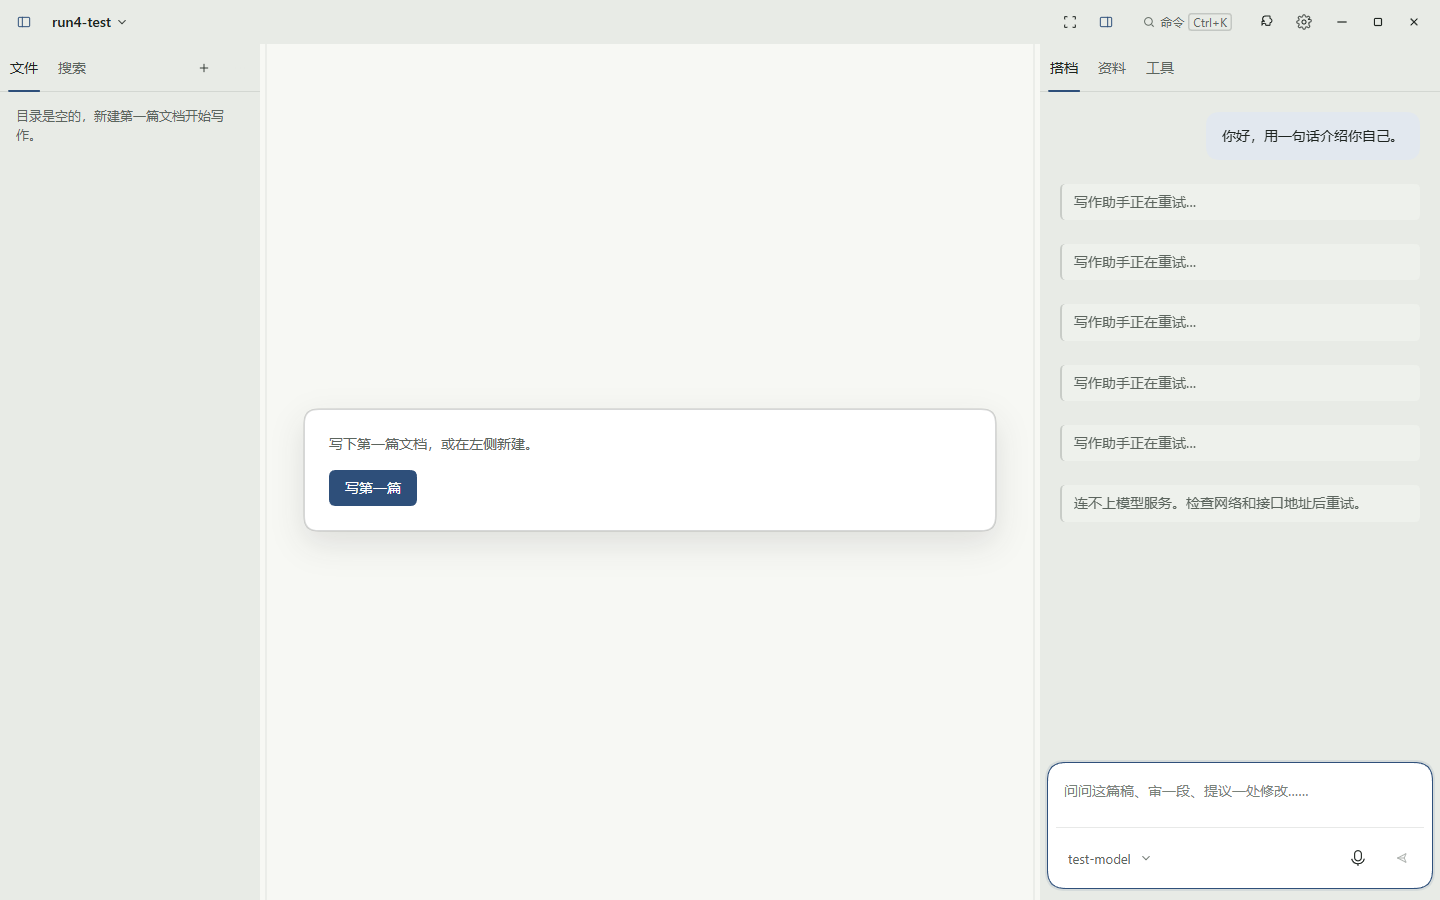 run4-test
命令 Ctrl+K
文件 搜索
目录是空的，新建第一篇文档开始写
作。
写下第一篇文档，或在左侧新建。
写第一篇
搭档 资料 工具
你好，用一句话介绍你自己。
写作助手正在重试...
写作助手正在重试...
写作助手正在重试...
写作助手正在重试...
写作助手正在重试...
连不上模型服务。检查网络和接口地址后重试。
问问这篇稿、审一段、提议一处修改……
test-model